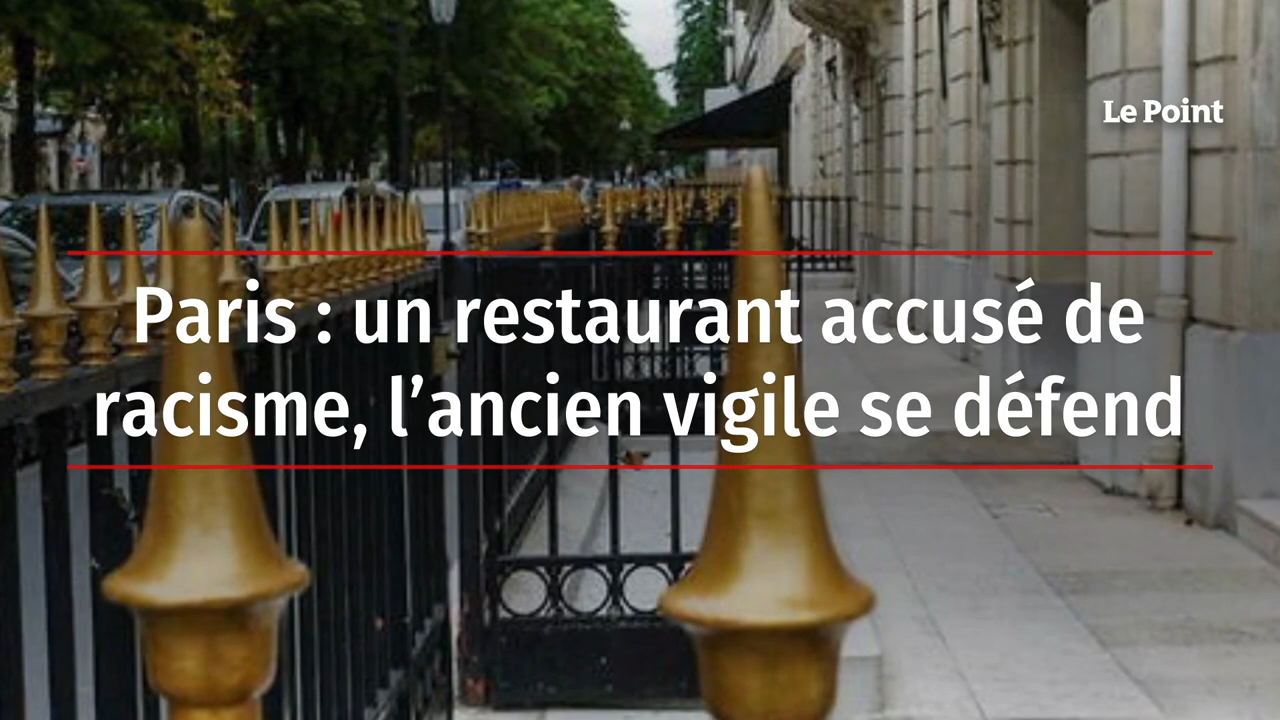 Le Point
Paris : un restaurant accusé de
racisme, l’ancien vigile se défend